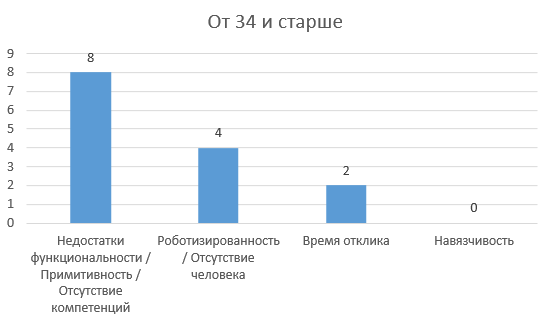 От 34 и старше
9
8
7
6
5
4
3
2
1
0
8
4
2
0
Недостатки
функциональности /
Примитивность /
Отсутствие
компетенций
Роботизированность
/ Отсутствие
человека
Время отклика
Навязчивость